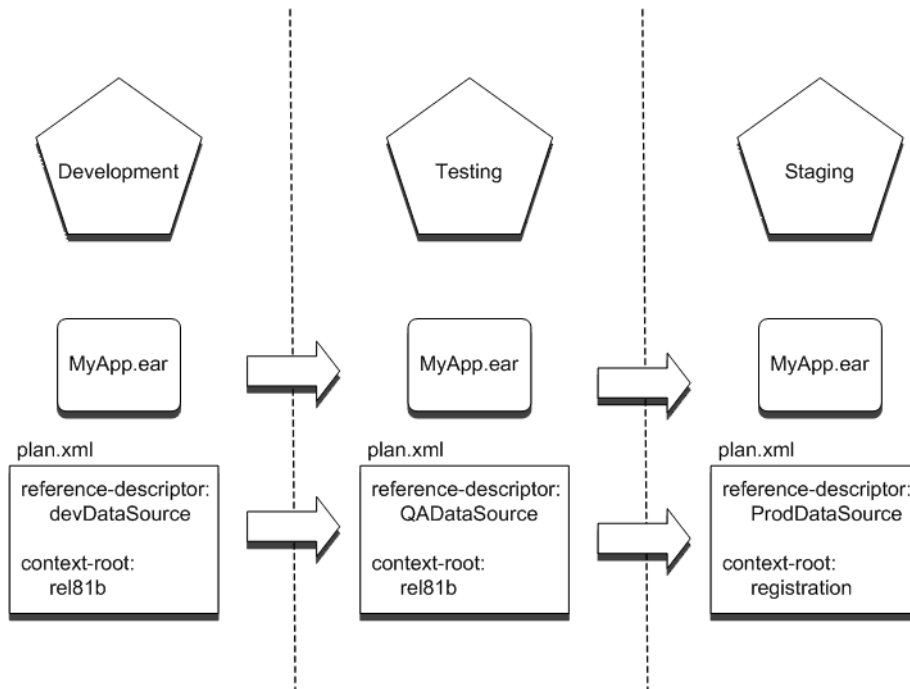 Development
Testing
Staging
MyApp.ear
MyApp.ear
MyApp.ear
plan.xml
reference-descriptor:
devDataSource
context-root:
rel81b
plan.xml
reference-descriptor:
QADataSource
context-root:
rel81b
plan.xml
reference-descriptor:
ProdDataSource
context-root:
registration